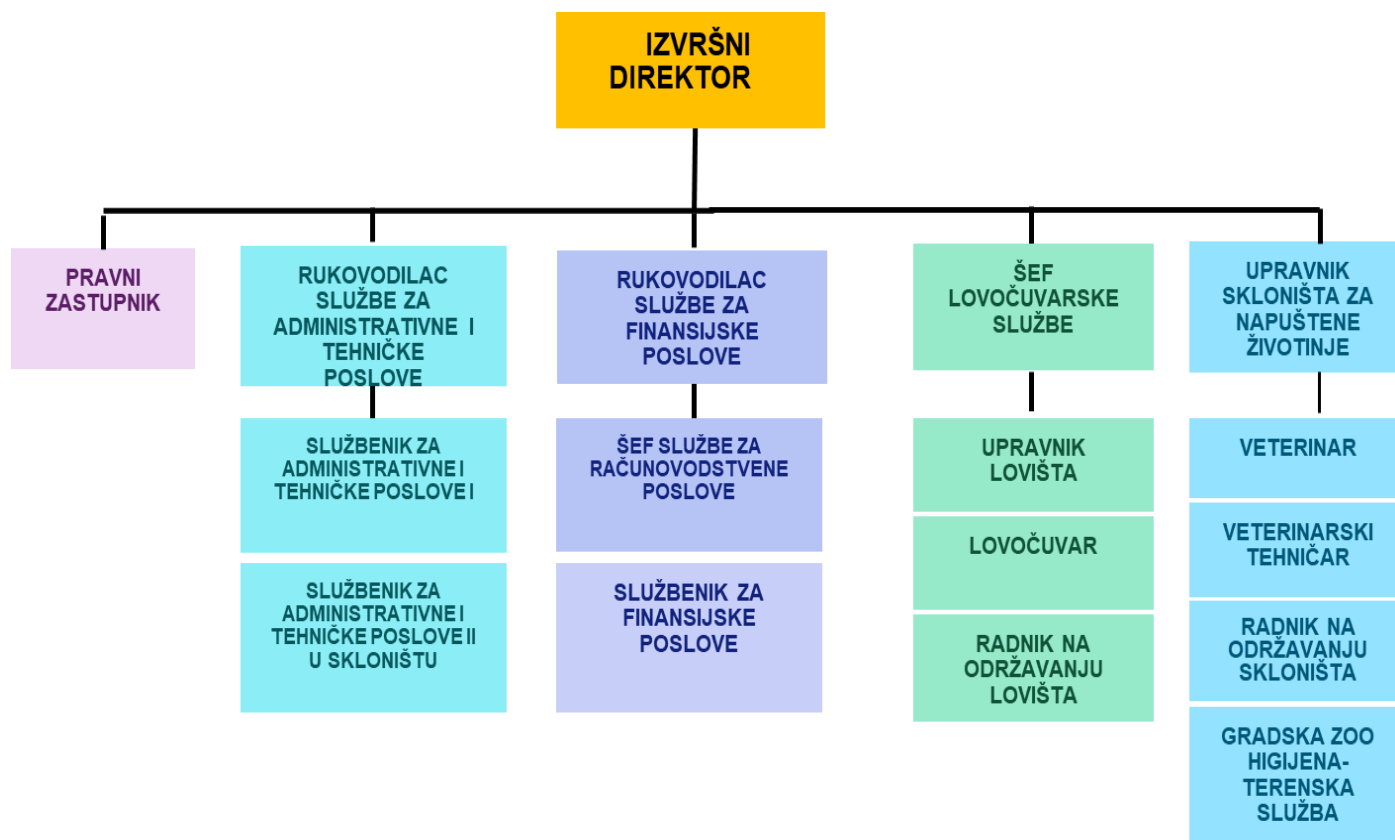 IZVRŠNI
DIREKTOR
PRAVNI
ZASTUPNIK
RUKOVODILAC
SLUŽBE ZA
ADMINISTRATIVNE I
TEHNIČKE
POSLOVE
RUKOVODILAC
SLUŽBE ZA
FINANSIJSKE
POSLOVE
ŠEF
LOVOČUVARSKE
SLUŽBE
UPRAVNIK
SKLONIŠTA ZA
NAPUŠTENE
ŽIVOTINJE
SLUŽBENIK ZA
ADMINISTRATIVNE I
TEHNIČKE POSLOVE I
SLUŽBENIK ZA
ADMINISTRATIVNE I
TEHNIČKE POSLOVE II
U SKLONIŠTU
ŠEF SLUŽBE ZA
RAČUNOVODSTVENE
POSLOVE
SLUŽBENIK ZA
FINANSIJSKE
POSLOVE
UPRAVNIK
LOVIŠTA
LOVOČUVAR
RADNIK NA
ODRŽAVANJU
LOVIŠTA
VETERINAR
VETERINARSKI
TEHNIČAR
RADNIK NA
ODRŽAVANJU
SKLONIŠTA
GRADSKA ZOO
HIGIJENA-
TERENSKA
SLUŽBA